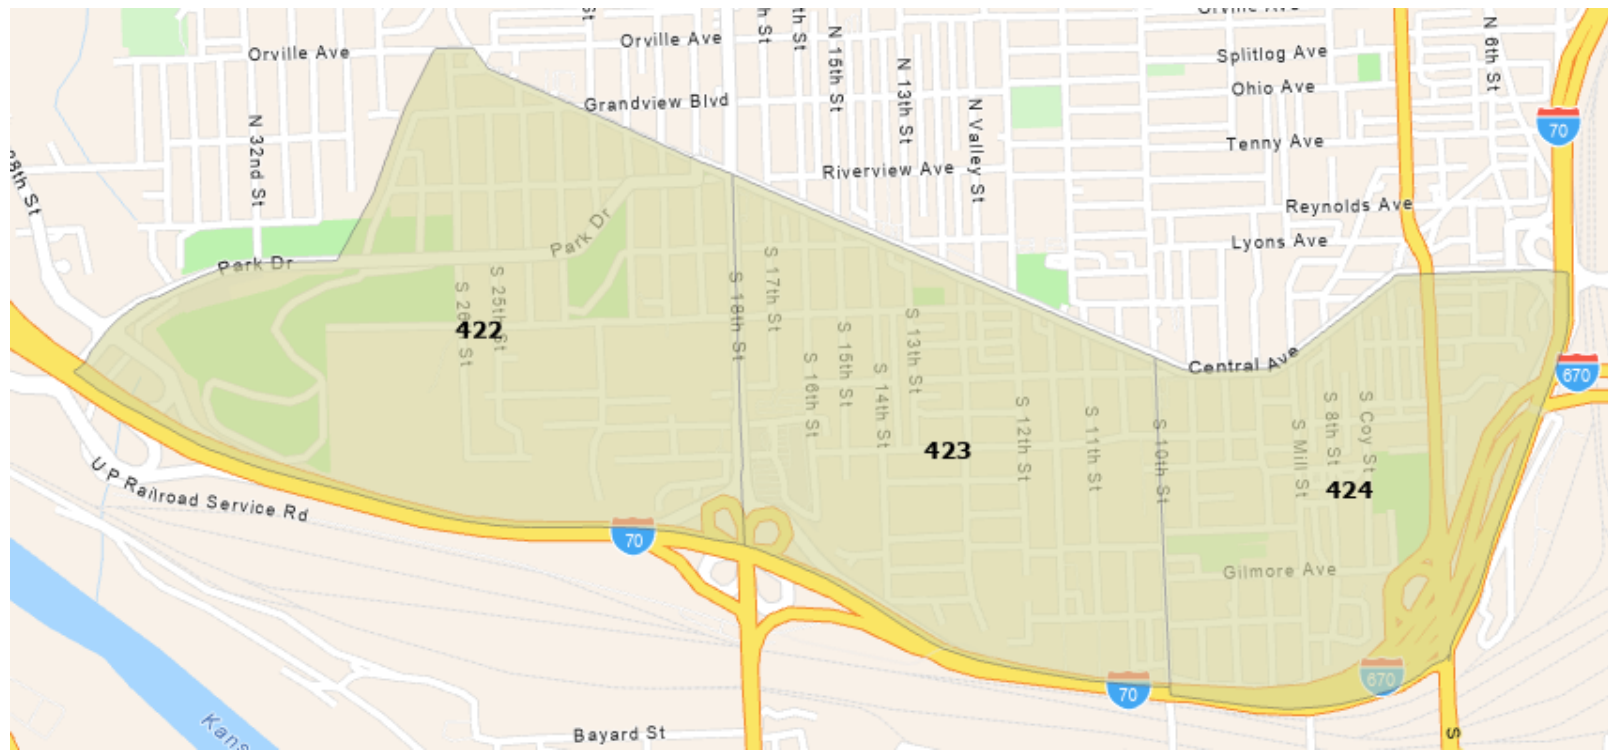 Orville Ave
Orville Ave
Splitlog Ave
N 6th St
N 15th St
N 13th St
Ohio Ave
Grandview Blvd
N Valley St
70
N 32nd St
Tenny Ave
Riverview Ave
Reynolds Ave
Park Dr
Lyons Ave
Park Dr
S 25th St
S 17th St
S 18th St
422
S 15th St
S 13th St
S 16th St
S 14th St
Central Ave
670
S 12th St
S 11th St
S 10th St
S Mill St
S 8th St
S Coy St
423
424
U P Railroad Service Rd
70
Gilmore Ave
670
70
Bayard St
S